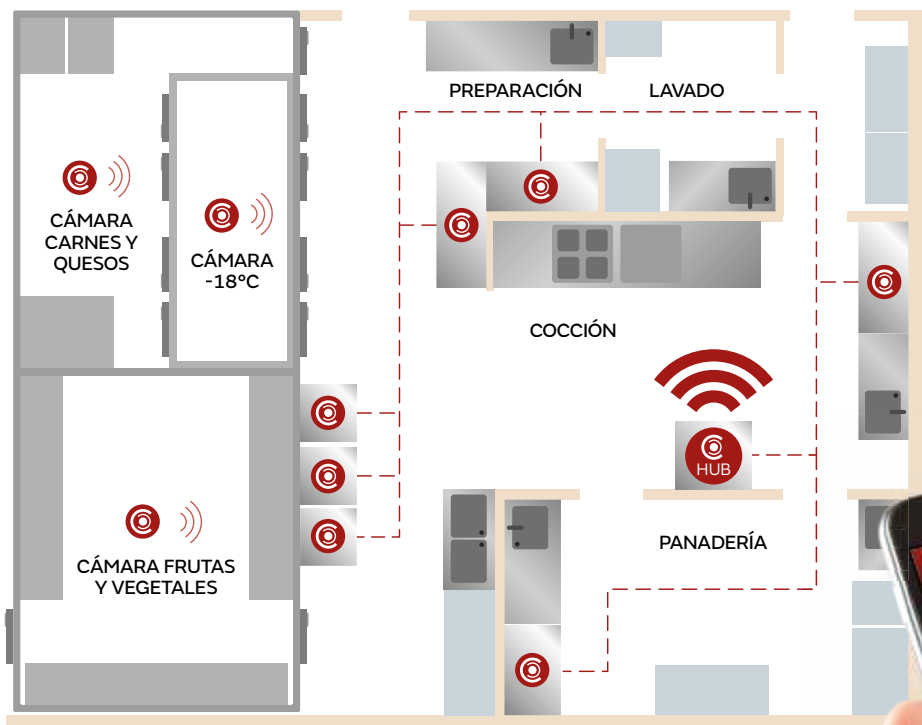 PREPARACIÓN
LAVADO
CÁMARA
CARNES Y
QUESOS
CÁMARA
-18°C
COCCIÓN
HUB
CÁMARA FRUTAS
Y VEGETALES
PANADERÍA